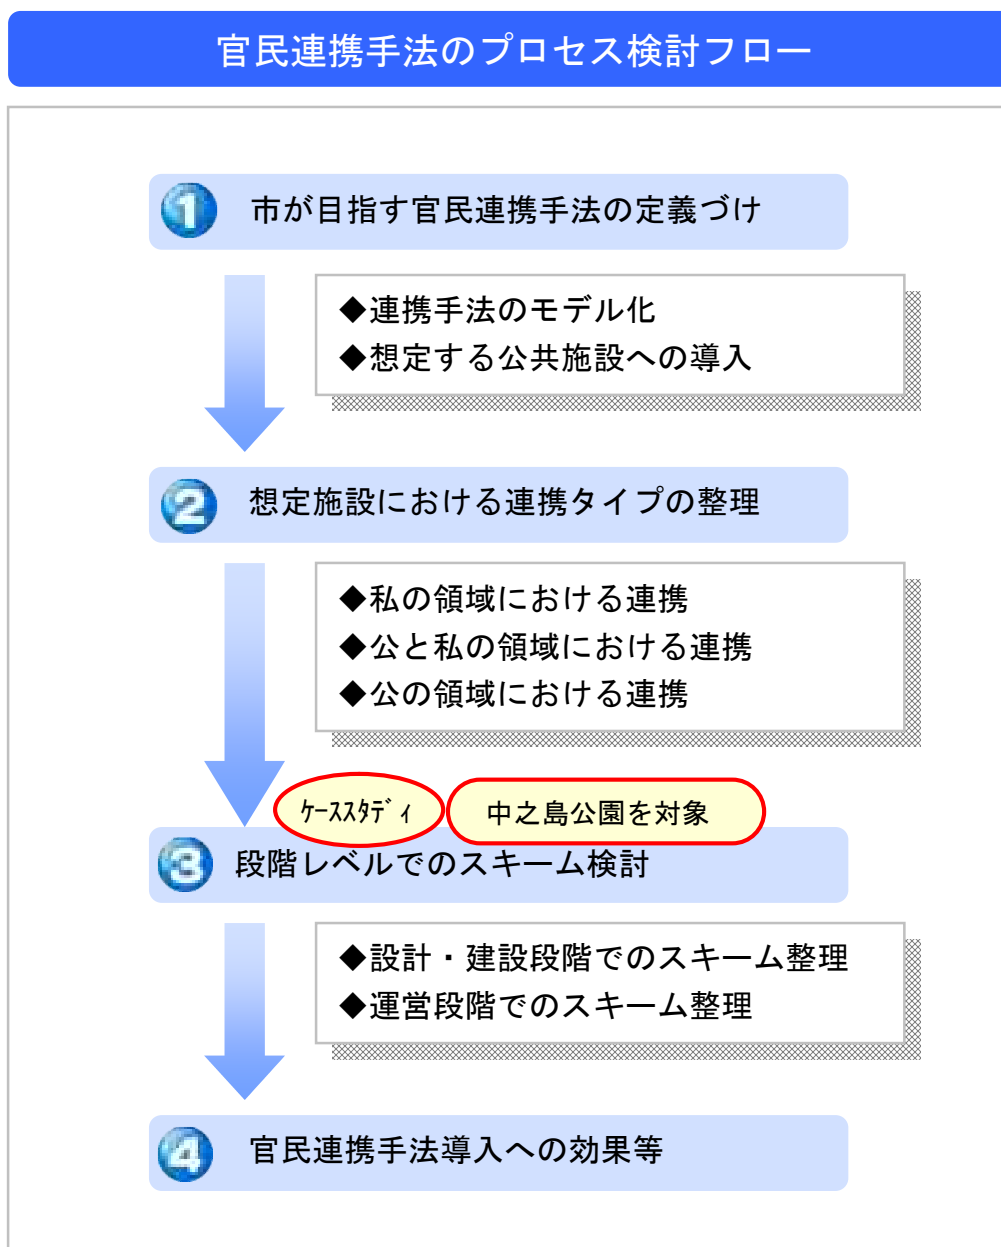 官民連携手法のプロセス検討フロー
1 市が目指す官民連携手法の定義づけ
◆連携手法のモデル化
◆想定する公共施設への導入
2 想定施設における連携タイプの整理
◆私の領域における連携
◆公と私の領域における連携
◆公の領域における連携
ｹｰｽｽﾀﾃﾞｨ 中之島公園を対象
3 段階レベルでのスキーム検討
◆設計・建設段階でのスキーム整理
◆運営段階でのスキーム整理
4 官民連携手法導入への効果等